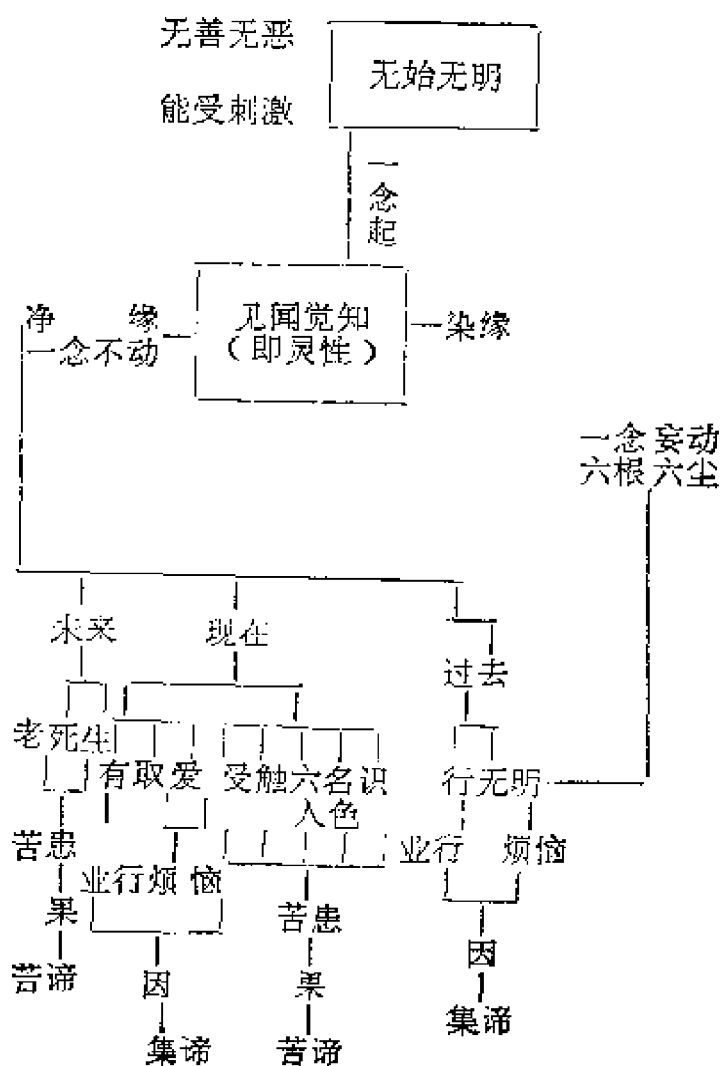 无善无恶
能受刺激
无始无明
一念起
净 缘
一念不动
见闻觉知
（即灵性）
染缘
一念妄动
六根六尘
未来
现在
过去
老死生
有取爱
受触六名识
入色
行无明
苦患
业行烦恼
苦患
业行
烦恼
果
苦谛
因
集谛
果
苦谛
因
集谛